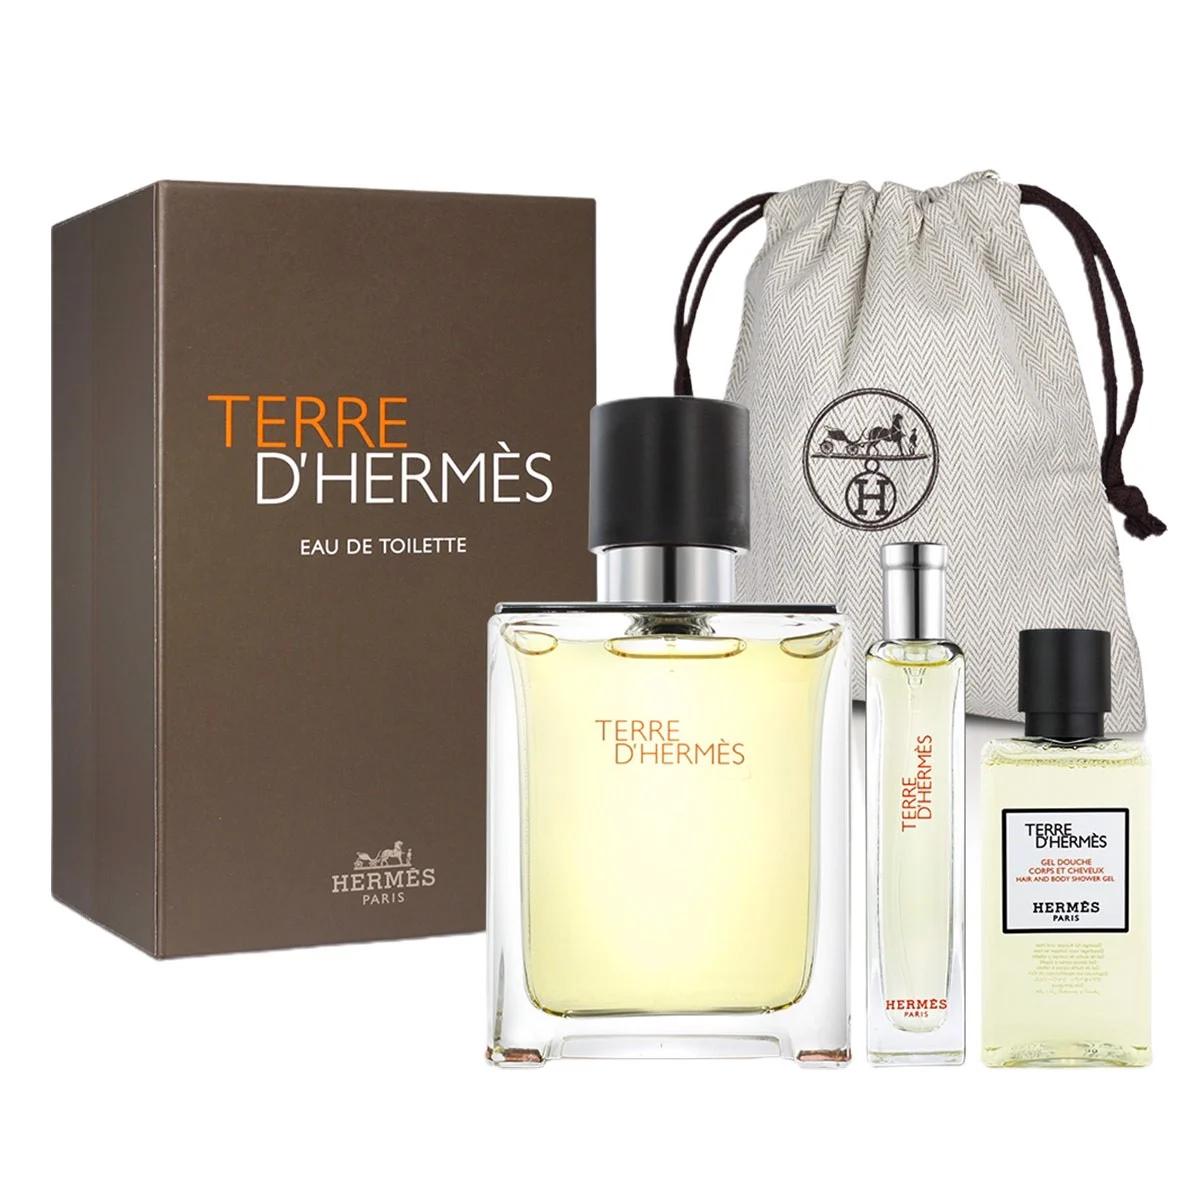 TERRE
D'HERMÈS
EAU DE TOILETTE
HERMÈS
PARIS
H
TERRE
D'HERMÈS
TERRE
D'HERMÈS
HERMÈS
PARIS
TERRE
D'HERMÈS
GEL DOUCHE
CORPS ET CHEVEUX
HAIR AND BODY SHOWER GEL
HERMÈS
PARIS